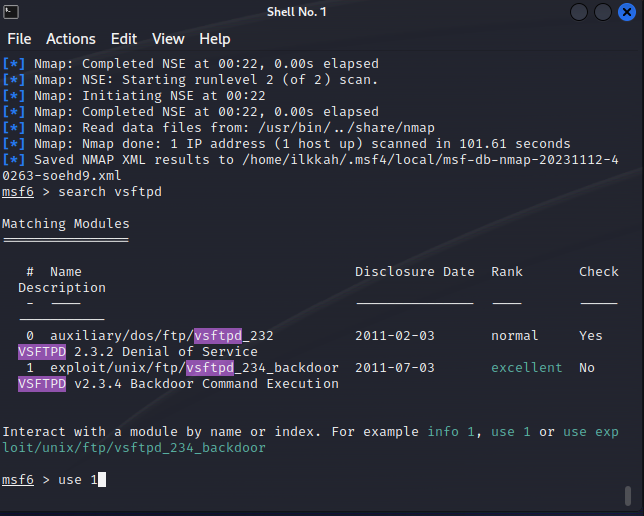 Shell No. 1
File Actions Edit View Help
[*] Nmap: Completed NSE at 00:22, 0.00s elapsed
[*] Nmap: NSE: Starting runlevel 2 (of 2) scan.
[*] Nmap: Initiating NSE at 00:22
[*] Nmap: Completed NSE at 00:22, 0.00s elapsed
[*] Nmap: Read data files from: /usr/bin/../share/nmap
[*] Nmap: Nmap done: 1 IP address (1 host up) scanned in 101.61 seconds
[*] Saved NMAP XML results to /home/ilkkah/.msf4/local/msf-db-nmap-20231112-4
0263-soehd9.xml
msf6 > search vsftpd
Matching Modules
================
#  Name                                  Disclosure Date  Rank       Check
Description
-  ----                                  ---------------  ----       -----
-----------
0  auxiliary/dos/ftp/vsftpd_232          2011-02-03       normal     Yes
VSFTPD 2.3.2 Denial of Service
1  exploit/unix/ftp/vsftpd_234_backdoor  2011-07-03       excellent  No
VSFTPD v2.3.4 Backdoor Command Execution
Interact with a module by name or index. For example info 1, use 1 or use exp
loit/unix/ftp/vsftpd_234_backdoor
msf6 > use 1